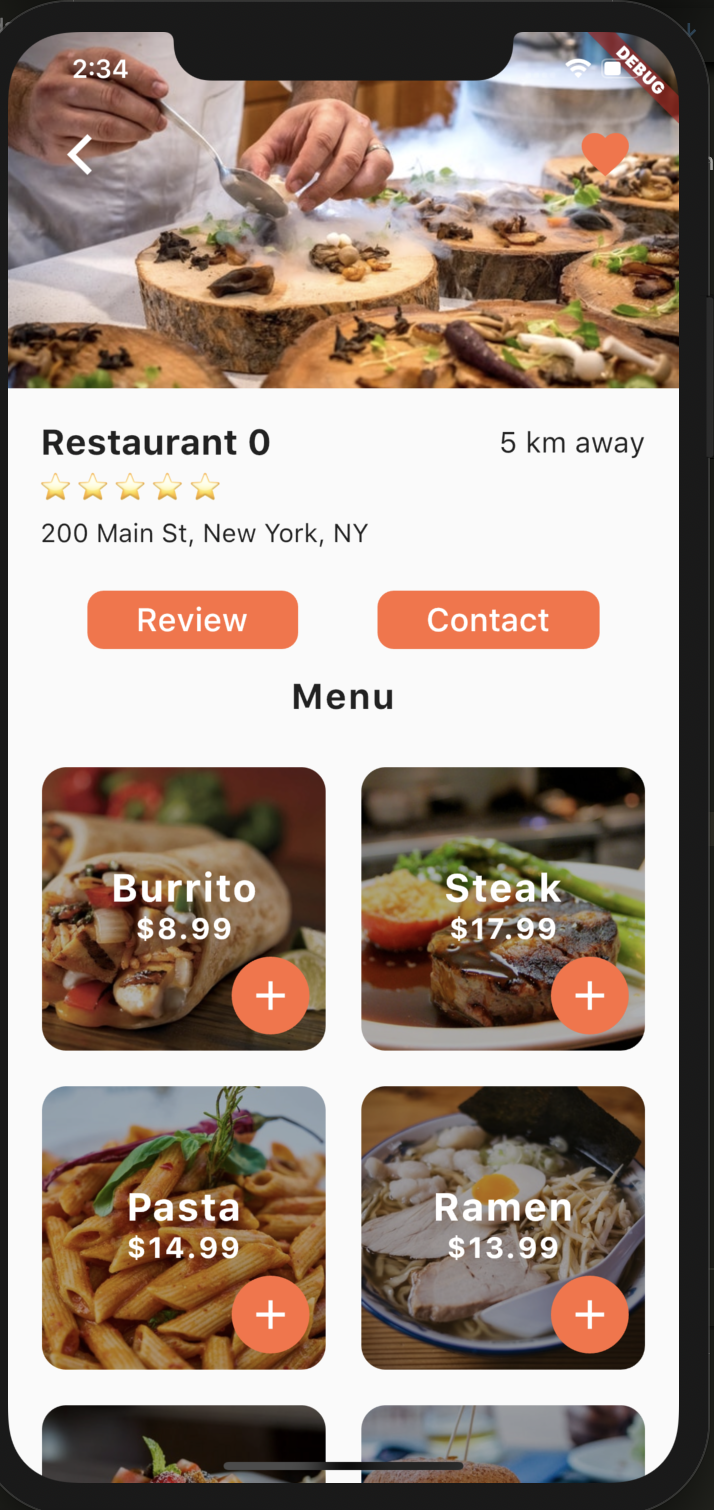 2:34
DEBUG
Restaurant 0
5 km away
200 Main St, New York, NY
Review
Contact
Menu
Burrito
$8.99
Steak
$17.99
Pasta
$14.99
Ramen
$13.99